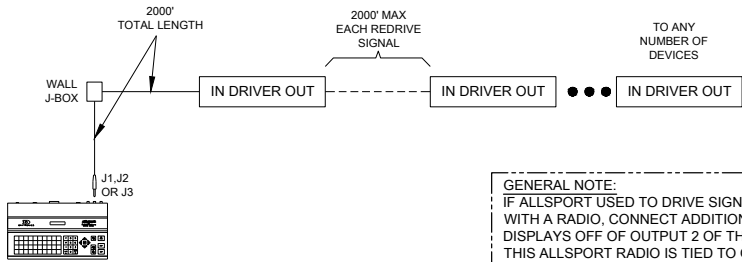 2000'
TOTAL LENGTH
2000' MAX
EACH REDRIVE
SIGNAL
TO ANY
NUMBER OF
DEVICES
WALL
J-BOX
IN DRIVER OUT
IN DRIVER OUT
IN DRIVER OUT
J1,J2
OR J3
GENERAL NOTE:
IF ALLSPORT USED TO DRIVE SIGN
WITH A RADIO, CONNECT ADDITION
DISPLAYS OFF OF OUTPUT 2 OF TH
THIS ALLSPORT RADIO IS TIED TO